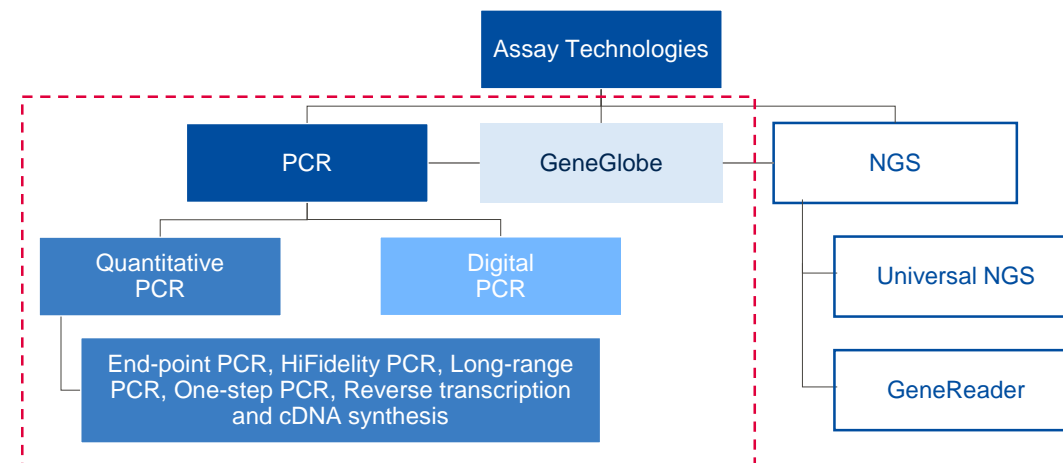 Assay Technologies
PCR
GeneGlobe
NGS
Quantitative
PCR
Digital
PCR
Universal NGS
End-point PCR, HiFidelity PCR, Long-range
PCR, One-step PCR, Reverse transcription
and cDNA synthesis
GeneReader